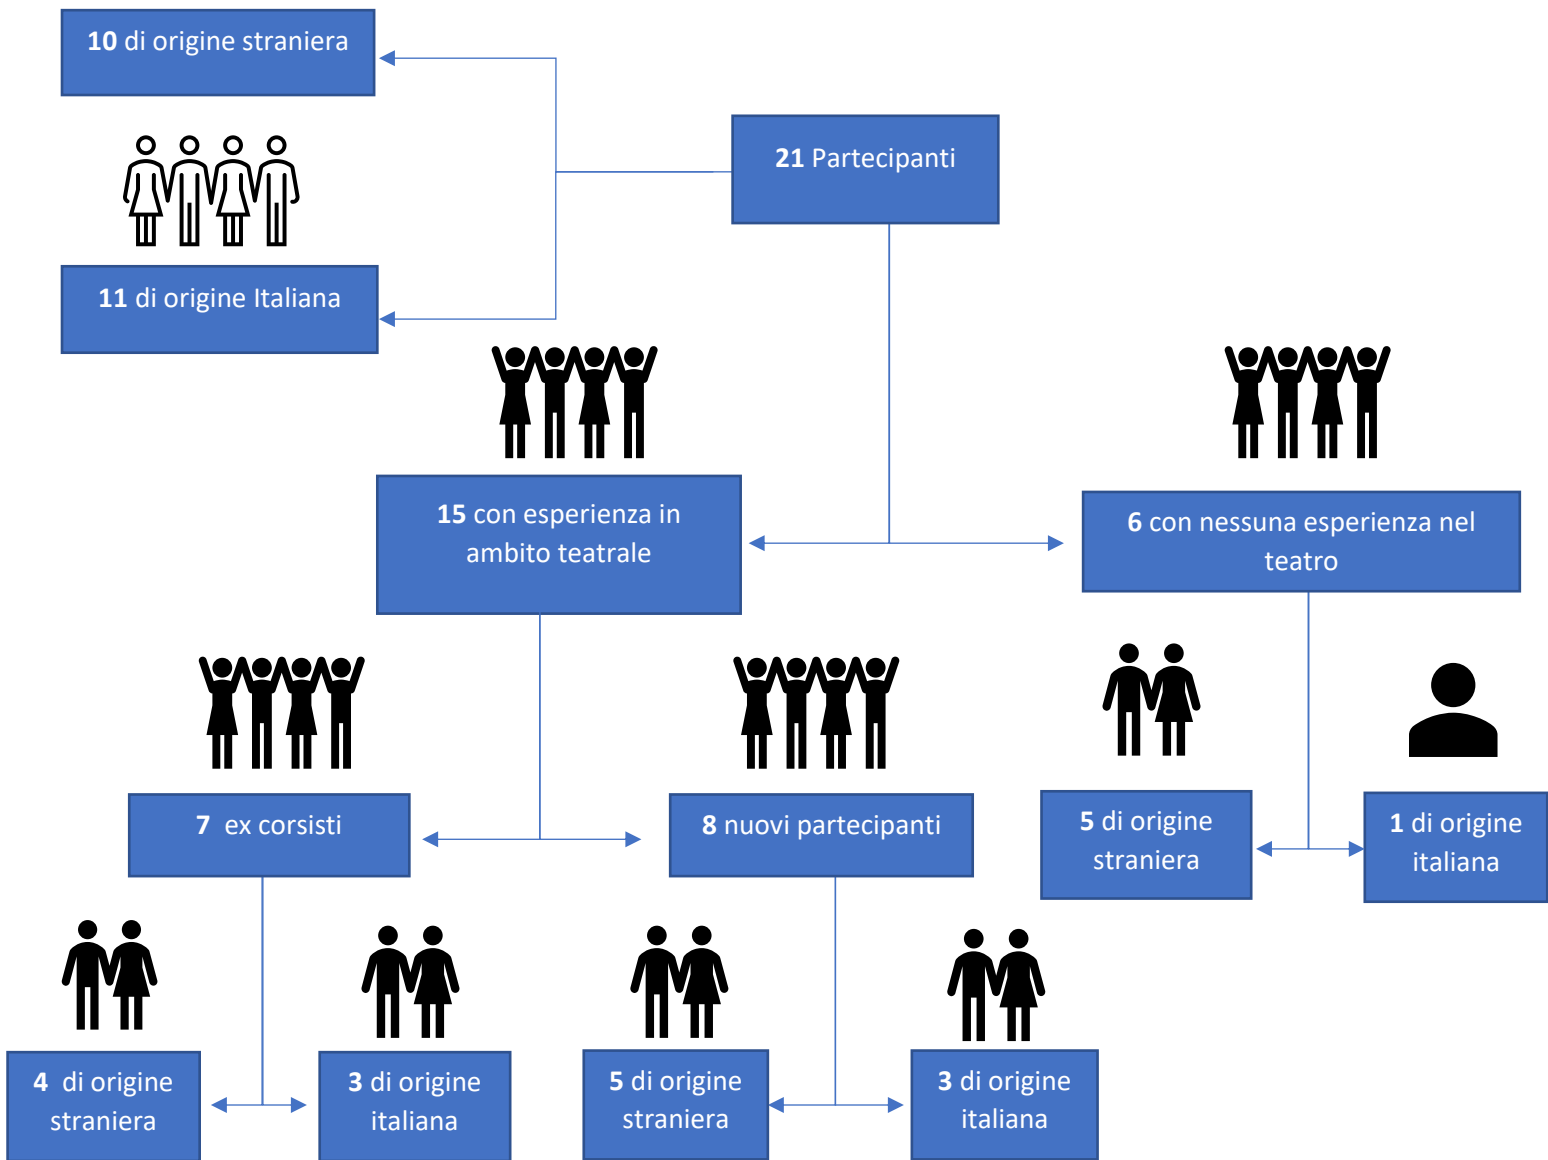 10 di origine straniera
21 Partecipanti
11 di origine Italiana
15 con esperienza in
ambito teatrale
6 con nessuna esperienza nel
teatro
7 ex corsisti
8 nuovi partecipanti
5 di origine
straniera
1 di origine
italiana
4 di origine
straniera
3 di origine
italiana
5 di origine
straniera
3 di origine
italiana